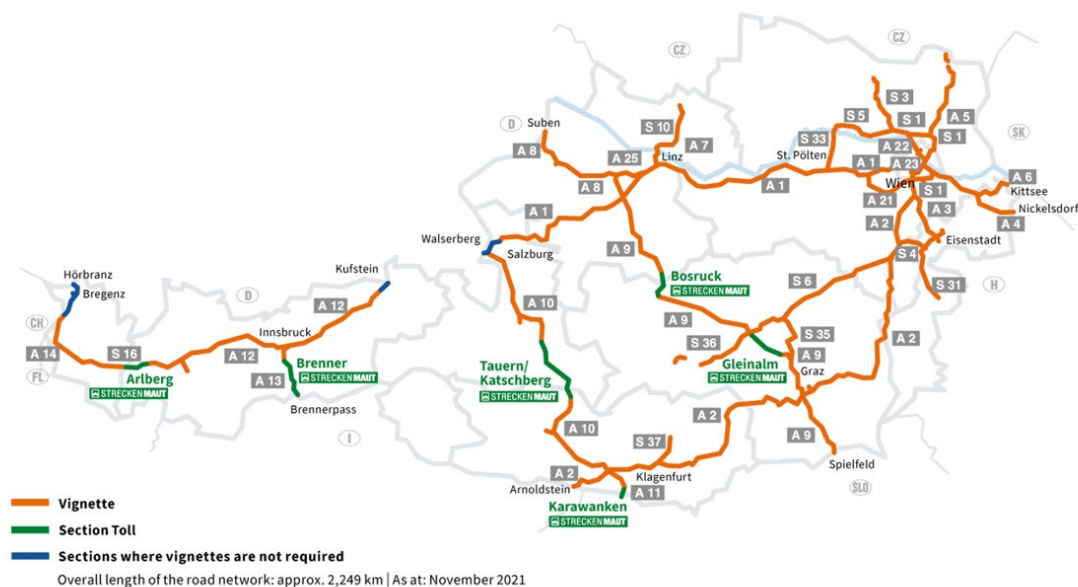 CZ
CZ
S 3
S 5
S 1
A 5
Suben
D
S 10
S 33
S 1
SK
A 8
A 25
A 7
St. Pölten
A 22
Linz
A 1
A 23
A 6
A 8
A 1
Wien
S 1
Kittsee
A 21
A 1
A 2
A 3
Nickelsdorf
A 4
Walserberg
A 9
Eisenstadt
Salzburg
S 4
Hörbranz
Kufstein
Bosruck
STRECKENMAUT
S 6
S 31
H
Bregenz
D
A 12
A 10
CH
Innsbruck
A 9
S 35
A 2
A 14
S 16
A 12
S 36
A 9
FL
Arlberg
STRECKENMAUT
A 13
Brenner
STRECKENMAUT
Tauern/
Katschberg
STRECKENMAUT
Gleinalm
STRECKENMAUT
Graz
Brennerpass
A 10
A 2
I
S 37
A 9
A 2
Klagenfurt
Spielfeld
Arnoldstein
A 11
SLO
Karawanken
STRECKENMAUT
Vignette
Section Toll
Sections where vignettes are not required
Overall length of the road network: approx. 2,249 km | As at: November 2021